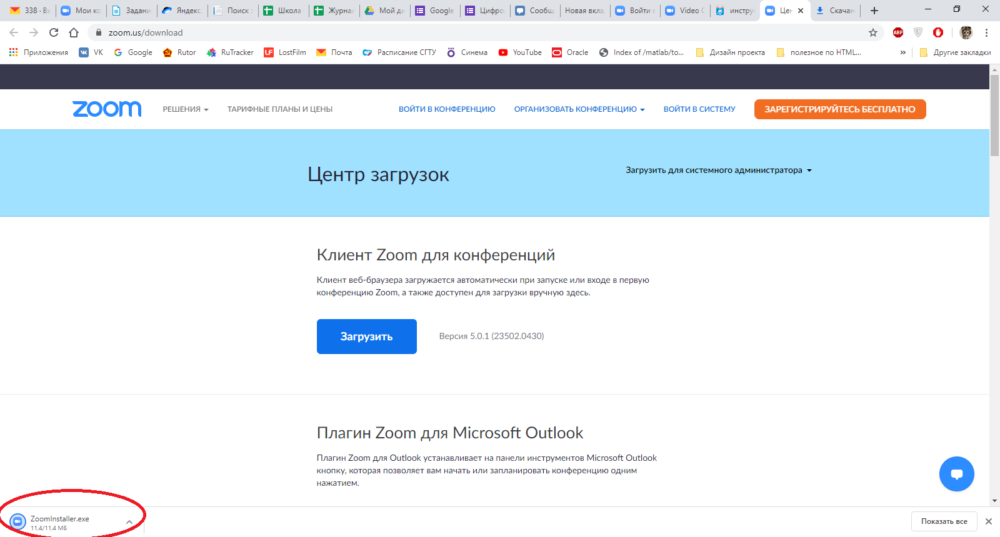 338 · Вх
Мои ко
Задани
Яндекс.
Поиск
Школа
Журна
Мой ди
Google
Цифро
Сообще
Новая вкла
Войти в
Video C
инстру
Цен
Скачан
zoom.us/download
Приложения
VK
Google
Rutor
RuTracker
LostFilm
Почта
Расписание СГТУ
Синема
YouTube
Oracle
Index of /matlab/to...
Дизайн проекта
полезное по HTML...
»
Другие закладки
ABP
zoom
РЕШЕНИЯ
ТАРИФНЫЕ ПЛАНЫ И ЦЕНЫ
ВОЙТИ В КОНФЕРЕНЦИЮ
ОРГАНИЗОВАТЬ КОНФЕРЕНЦИЮ
ВОЙТИ В СИСТЕМУ
ЗАРЕГИСТРИРУЙТЕСЬ БЕСПЛАТНО
Центр загрузок
Загрузить для системного администратора
Клиент Zoom для конференций
Клиент веб-браузера загружается автоматически при запуске или входе в первую
конференцию Zoom, а также доступен для загрузки вручную здесь.
Загрузить
Версия 5.0.1 (23502.0430)
Плагин Zoom для Microsoft Outlook
Плагин Zoom для Outlook устанавливает на панели инструментов Microsoft Outlook
кнопку, которая позволяет вам начать или запланировать конференцию одним
нажатием.
ZoomInstaller.exe
11,4/11,4 МБ
Показать все